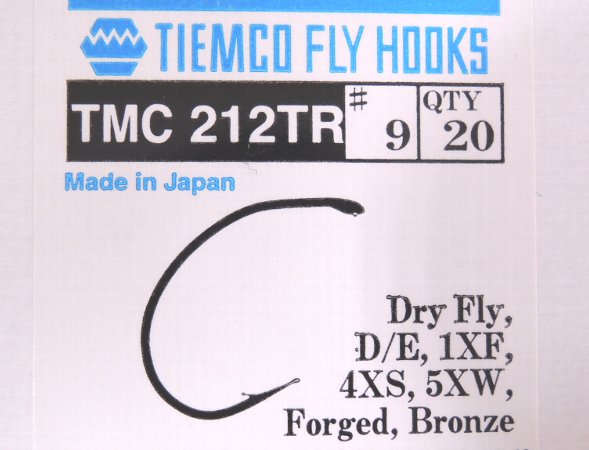 TIEMCO FLY HOOKS
TMC 212TR # 9 QTY 20
Made in Japan
Dry Fly,
D/E, 1XF,
4XS, 5XW,
Forged, Bronze